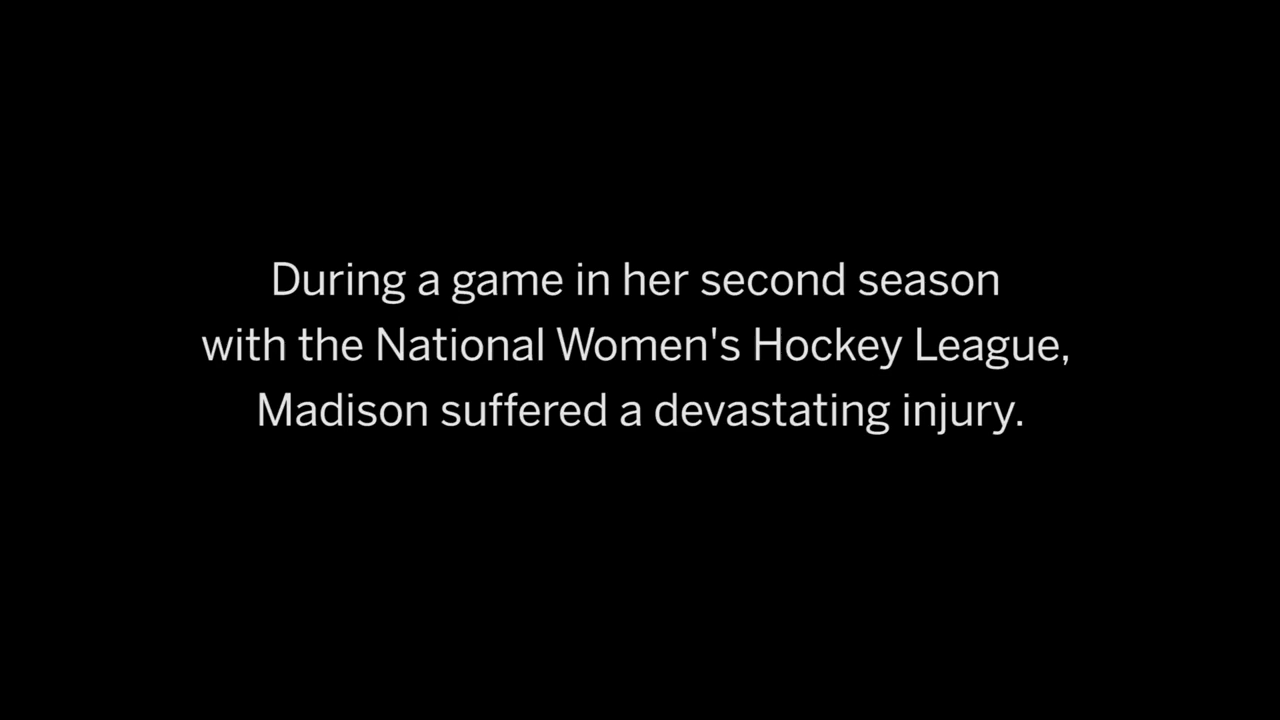 During a game in her second season
with the National Women's Hockey League,
Madison suffered a devastating injury.